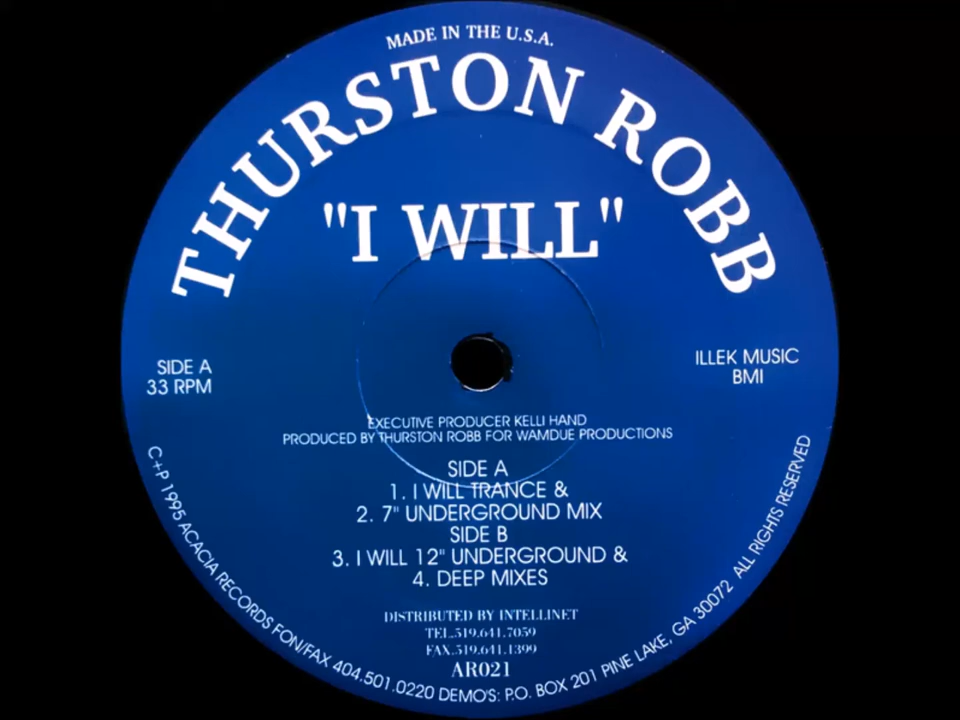 MADE IN THE U.S.A.
THURSTON ROBB
"I WILL"
SIDE A
33 RPM
ILLEK MUSIC
BMI
EXECUTIVE PRODUCER KELLI HAND
PRODUCED BY THURSTON ROBB FOR WAMDUE PRODUCTIONS
SIDE A
1. I WILL TRANCE &
2. 7" UNDERGROUND MIX
SIDE B
3. I WILL 12" UNDERGROUND &
4. DEEP MIXES
DISTRIBUTED BY INTELLINET
TEL.519.641.7059
FAX.519.641.1399
AR021
C+P 1995 ACACIA RECORDS FON/FAX 404.501.0220 DEMO'S: P.O. BOX 201 PINE LAKE, GA 30072 ALL RIGHTS RESERVED